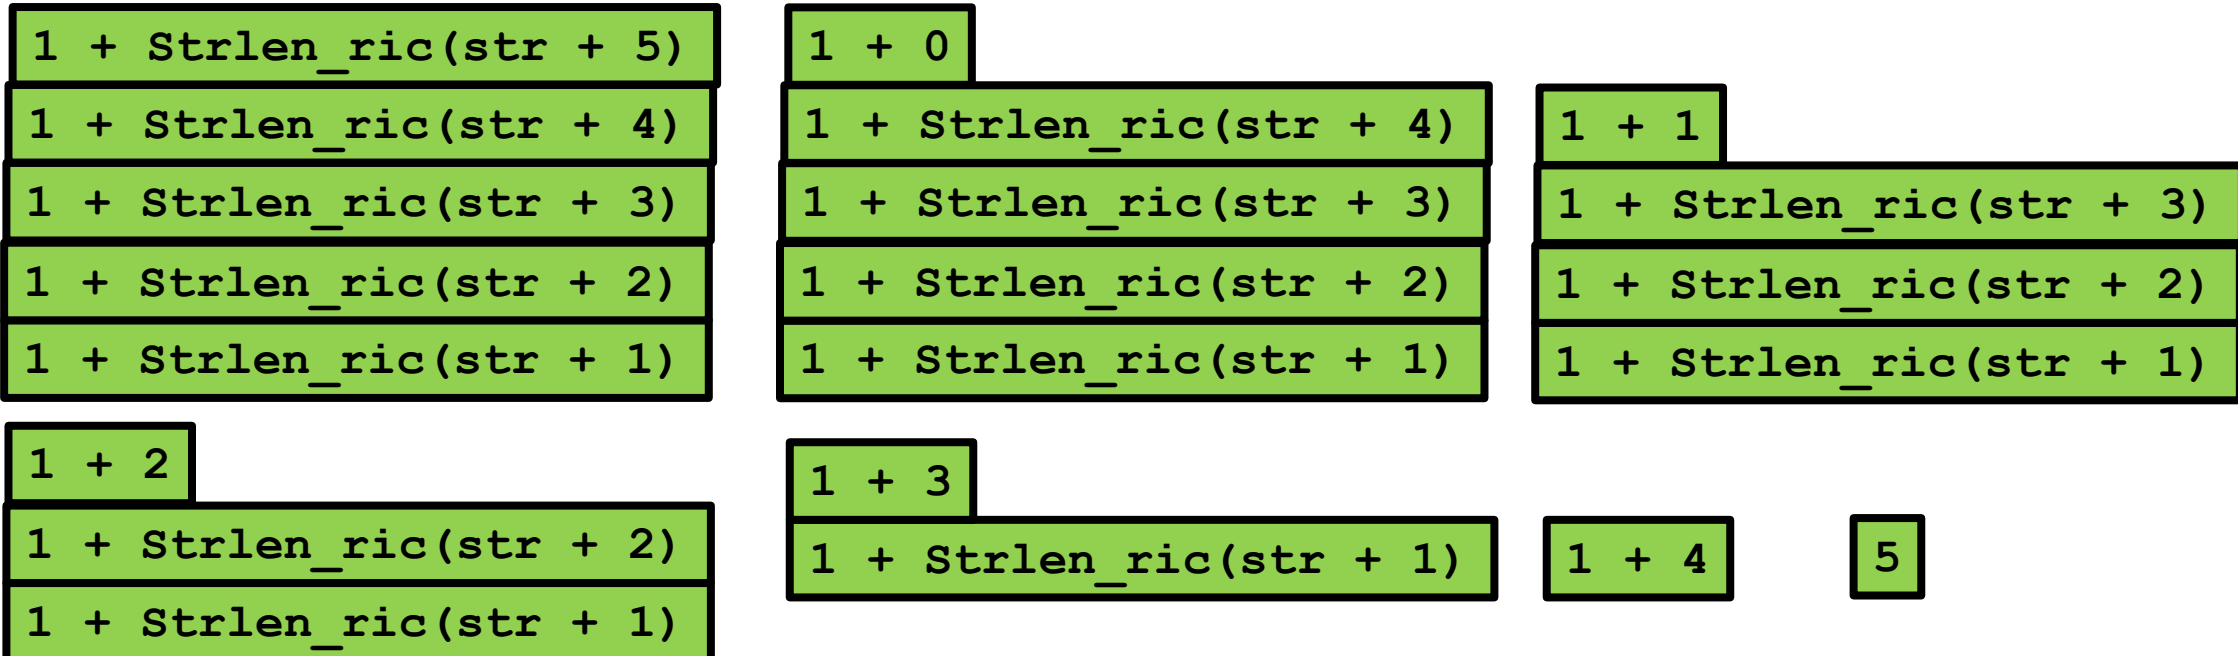 1 + Strlen_ric(str + 5)
1 + Strlen_ric(str + 4)
1 + Strlen_ric(str + 3)
1 + Strlen_ric(str + 2)
1 + Strlen_ric(str + 1)
1 + 0
1 + Strlen_ric(str + 4)
1 + Strlen_ric(str + 3)
1 + Strlen_ric(str + 2)
1 + Strlen_ric(str + 1)
1 + 1
1 + Strlen_ric(str + 3)
1 + Strlen_ric(str + 2)
1 + Strlen_ric(str + 1)
1 + 2
1 + Strlen_ric(str + 2)
1 + Strlen_ric(str + 1)
1 + 3
1 + Strlen_ric(str + 1)
1 + 4
5